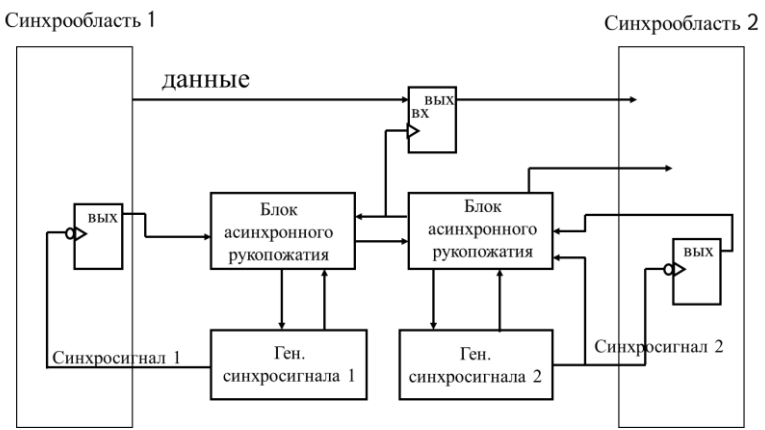 Синхрообласть 1
Синхрообласть 2
данные
вых
вх
вых
Блок
асинхронного
рукопожатия
Блок
асинхронного
рукопожатия
вых
Синхросигнал 1
Ген.
синхросигнала 1
Ген.
синхросигнала 2
Синхросигнал 2